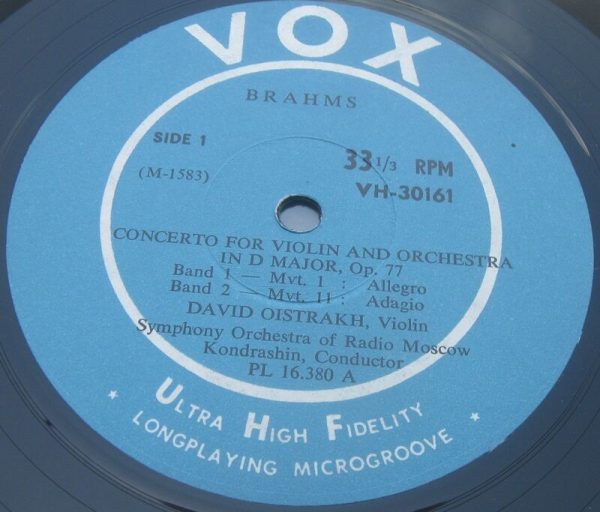 VOX
BRAHMS
SIDE 1
33 1/3 RPM
(M-1583)
VH-30161
CONCERTO FOR VIOLIN AND ORCHESTRA
IN D MAJOR, Op. 77
Band 1 — Mvt. 1 : Allegro
Band 2 — Mvt. 11 : Adagio
DAVID OISTRAKH, Violin
Symphony Orchestra of Radio Moscow
Kondrashin, Conductor
PL 16.380 A
ULTRA HIGH FIDELITY
* LONGPLAYING MICROGROOVE *